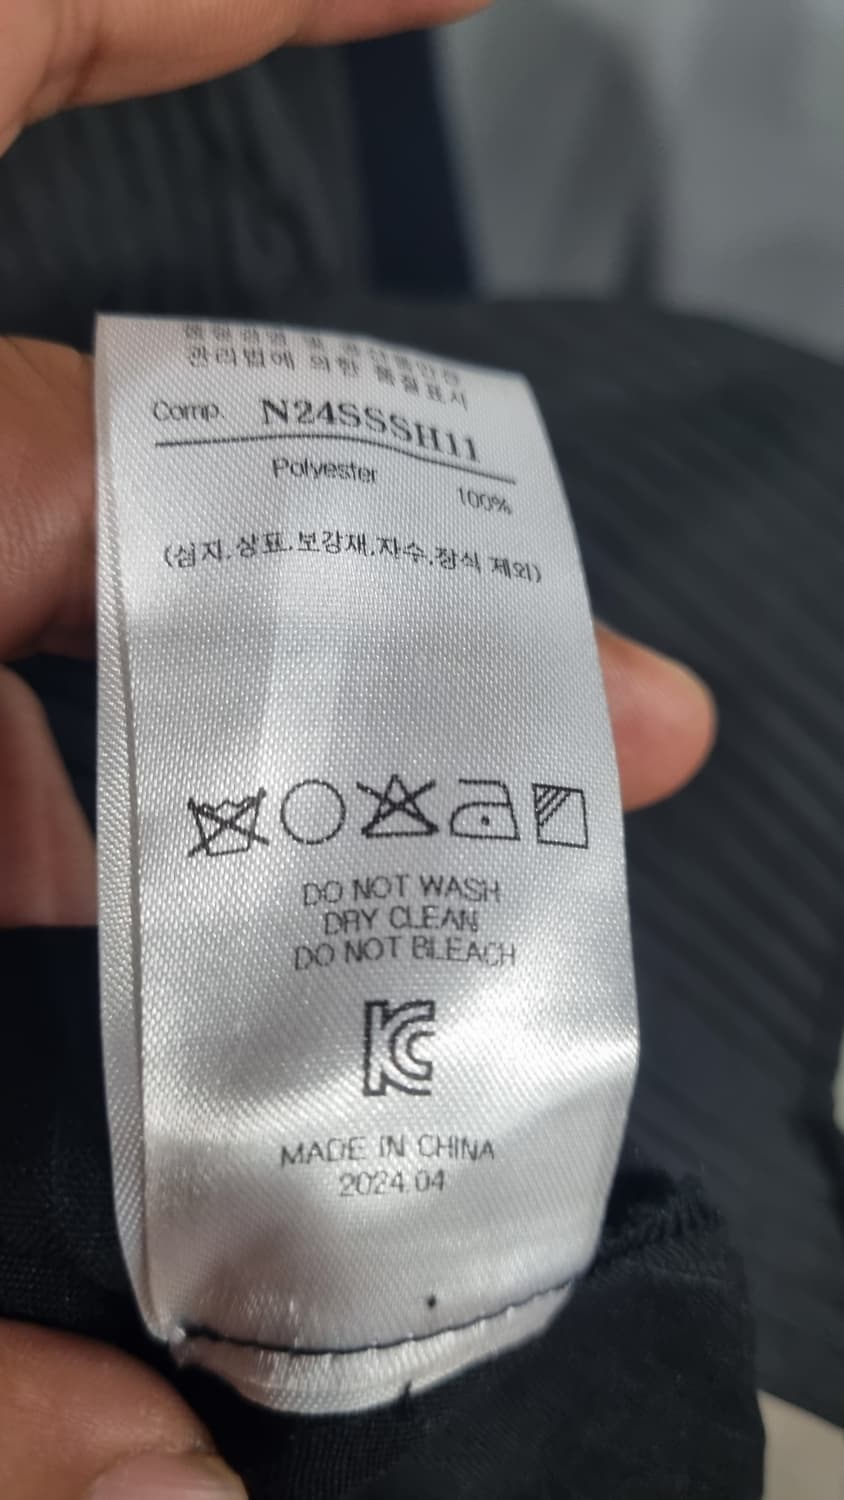 관리법에 의한 품질표시
Comp. N24SSSH11
Polyester 100%
(심지.상표.보강재.자수.장식 제외)
DO NOT WASH
DRY CLEAN
DO NOT BLEACH
KC
MADE IN CHINA
2024.04